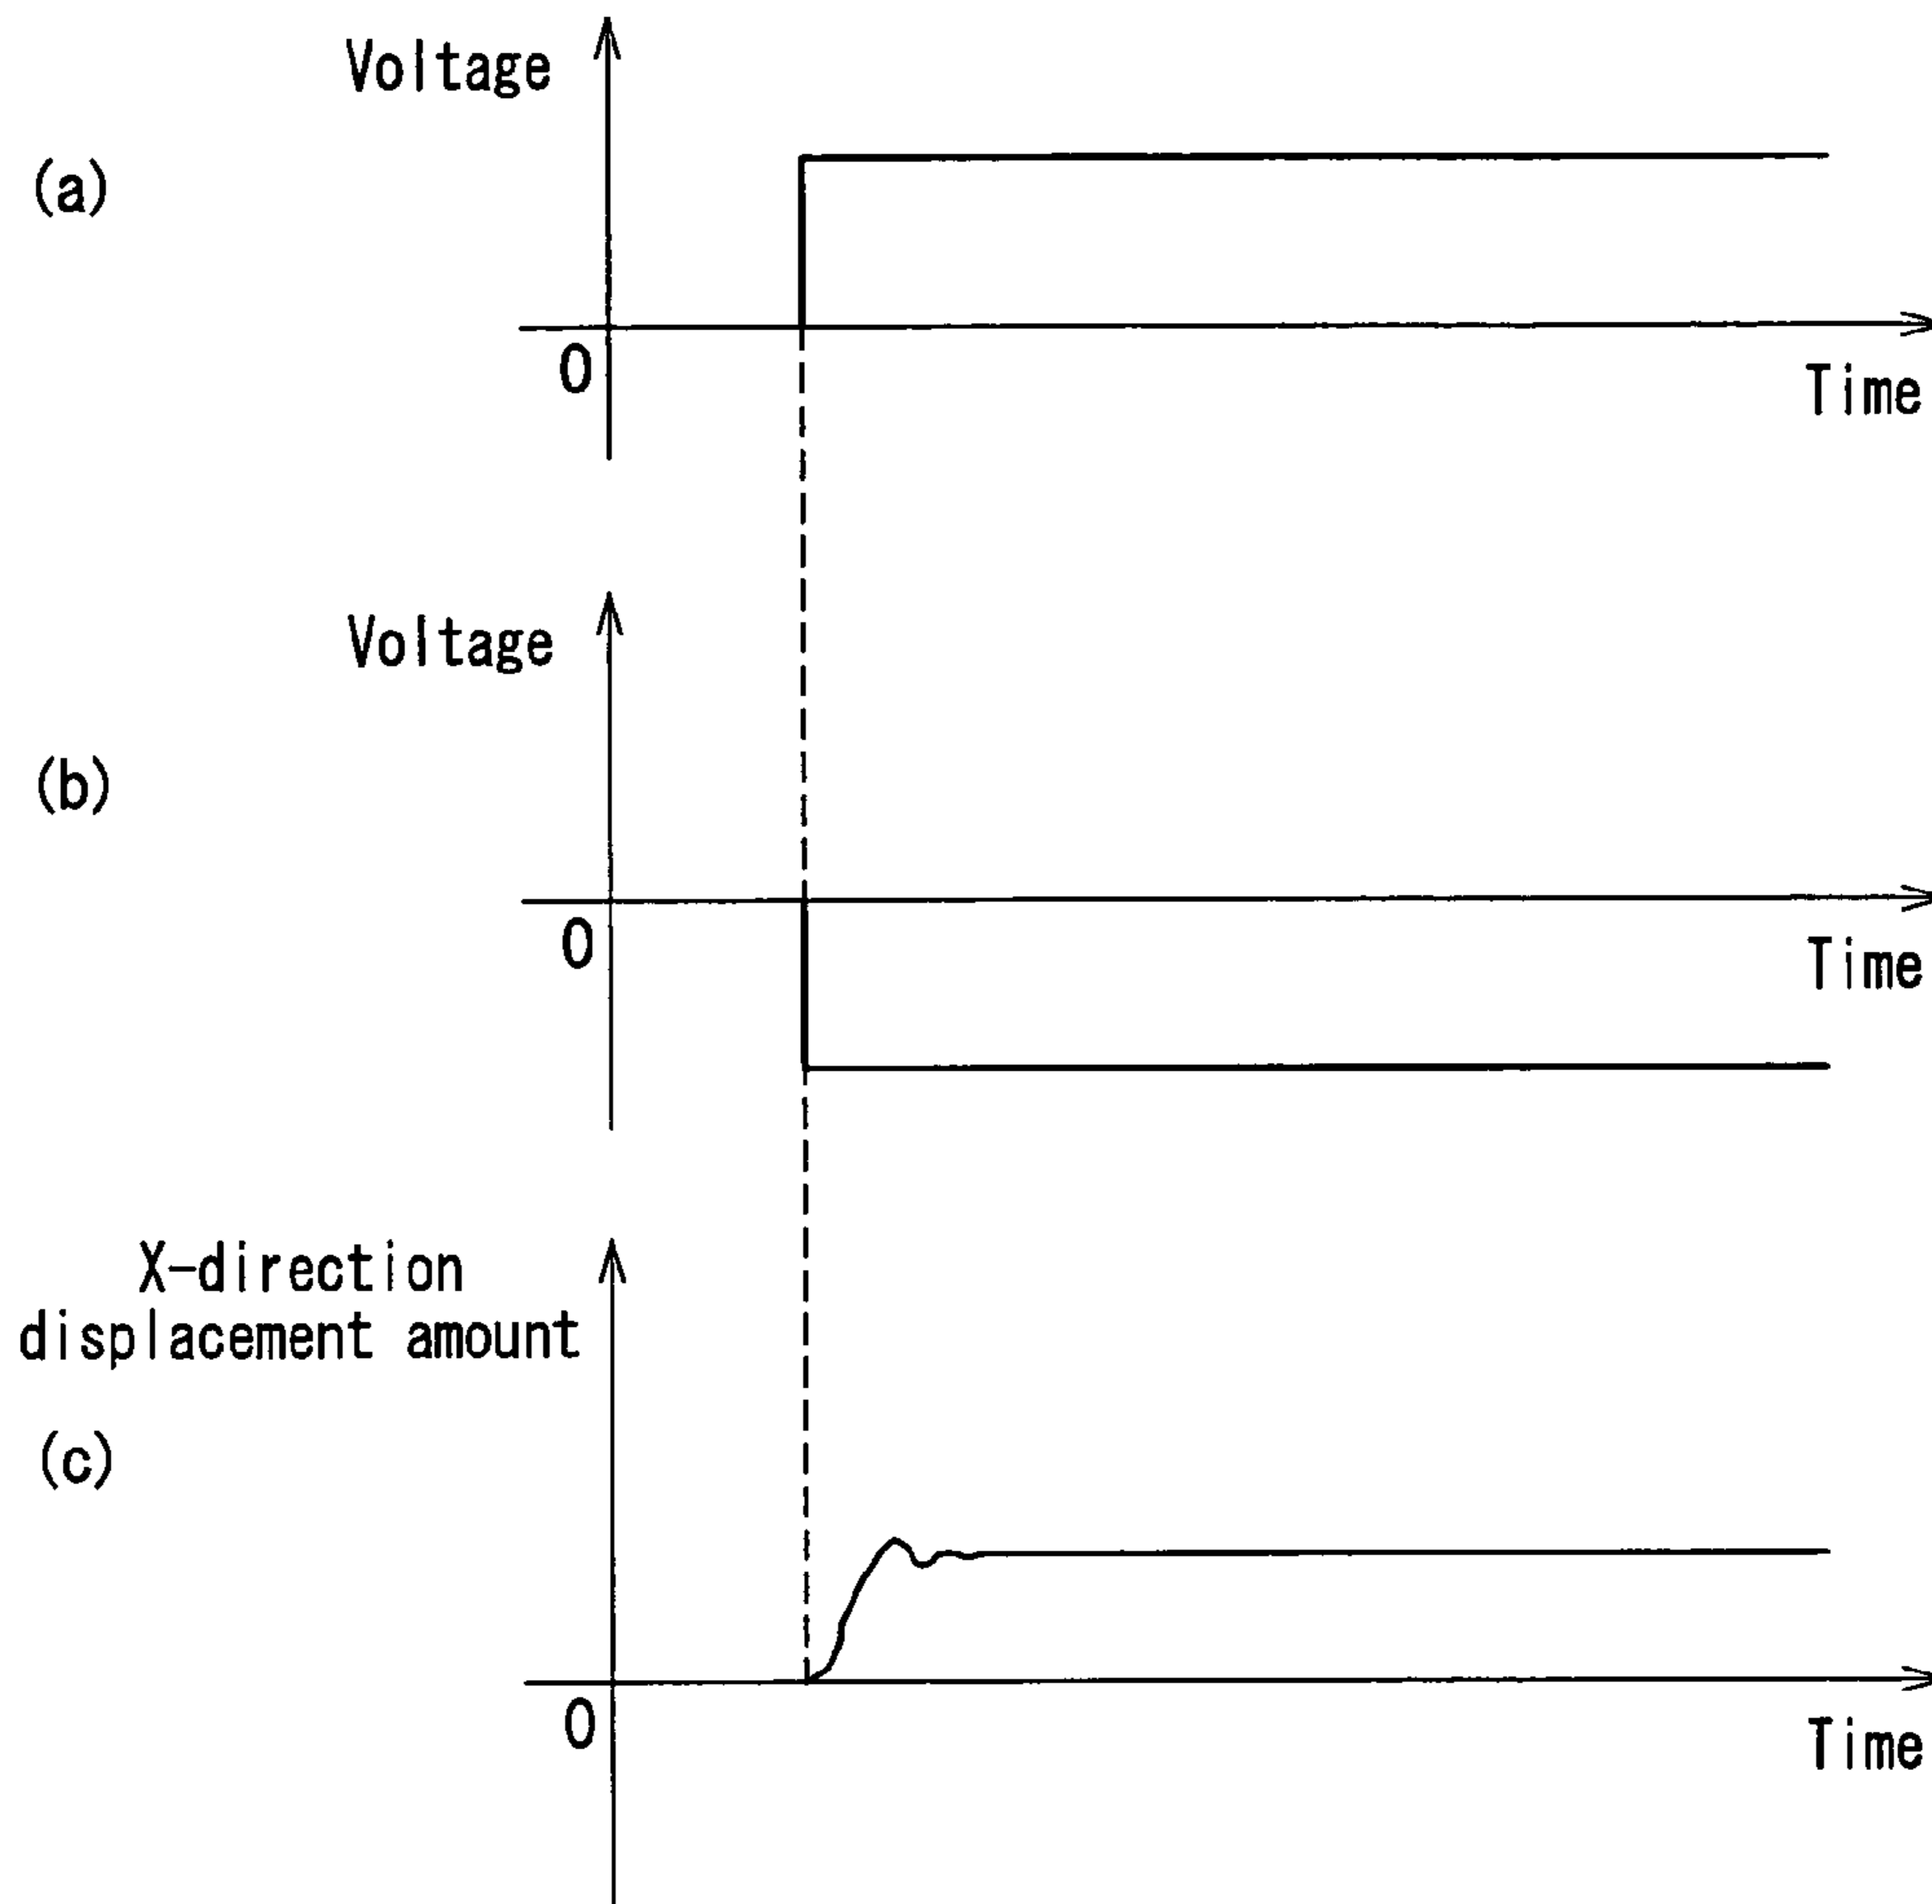 Voltage
(a)
0
Time
Voltage
(b)
0
Time
X-direction
displacement amount
(c)
0
Time